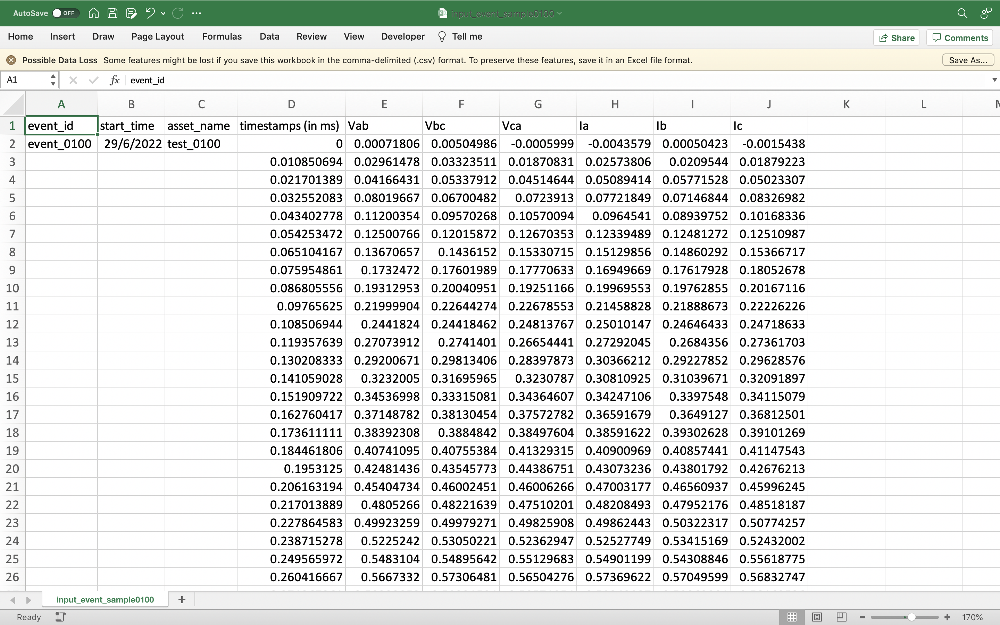 AutoSave OFF input_event_sample0100
Home Insert Draw Page Layout Formulas Data Review View Developer Tell me Share Comments
Possible Data Loss Some features might be lost if you save this workbook in the comma-delimited (.csv) format. To preserve these features, save it in an Excel file format. Save As...
A1 fx event_id
A B C D E F G H I J K L
1 event_id start_time asset_name timestamps (in ms) Vab Vbc Vca Ia Ib Ic
2 event_0100 29/6/2022 test_0100 0 0.00071806 0.00504986 -0.0005999 -0.0043579 0.00050423 -0.0015438
3 0.010850694 0.02961478 0.03323511 0.01870831 0.02573806 0.0209544 0.01879223
4 0.021701389 0.04166431 0.05337912 0.04514644 0.05089414 0.05771528 0.05023307
5 0.032552083 0.08019667 0.06700482 0.0723913 0.07721849 0.07146844 0.08326982
6 0.043402778 0.11200354 0.09570268 0.10570094 0.0964541 0.08939752 0.10168336
7 0.054253472 0.12500766 0.12015872 0.12670353 0.12339489 0.12481272 0.12510987
8 0.065104167 0.13670657 0.1436152 0.15330715 0.15129856 0.14860292 0.15366717
9 0.075954861 0.1732472 0.17601989 0.17770633 0.16949669 0.17617928 0.18052678
10 0.086805556 0.19312953 0.20040951 0.19251166 0.19969553 0.19762855 0.20167116
11 0.09765625 0.21999904 0.22644274 0.22678553 0.21458828 0.21888673 0.22226226
12 0.108506944 0.2441824 0.24418462 0.24813767 0.25010147 0.24646433 0.24718633
13 0.119357639 0.27073912 0.2741401 0.26654441 0.27292045 0.2684356 0.27361703
14 0.130208333 0.29200671 0.29813406 0.28397873 0.30366212 0.29227852 0.29628576
15 0.141059028 0.3232005 0.31695965 0.3230787 0.30810925 0.31039671 0.32091897
16 0.151909722 0.34536998 0.33315081 0.34364607 0.34247106 0.3397548 0.34115079
17 0.162760417 0.37148782 0.38130454 0.37572782 0.36591679 0.3649127 0.36812501
18 0.173611111 0.38392308 0.3884842 0.38497604 0.38591622 0.39302628 0.39101269
19 0.184461806 0.40741095 0.40755384 0.41329315 0.40900969 0.40857441 0.41147543
20 0.1953125 0.42481436 0.43545773 0.44386751 0.43073236 0.43801792 0.42676213
21 0.206163194 0.45404734 0.46002451 0.46006266 0.47003177 0.46560937 0.45996245
22 0.217013889 0.4805266 0.48221639 0.47510201 0.48208493 0.47952176 0.48518187
23 0.227864583 0.49923259 0.49979271 0.49825908 0.49862443 0.50322317 0.50774257
24 0.238715278 0.5225242 0.53050221 0.52362947 0.52527749 0.53415169 0.52432002
25 0.249565972 0.5483104 0.54895642 0.55129683 0.54901199 0.54308846 0.55618775
26 0.260416667 0.5667332 0.57306481 0.56504276 0.57369622 0.57049599 0.56832747
input_event_sample0100 +
Ready 170%